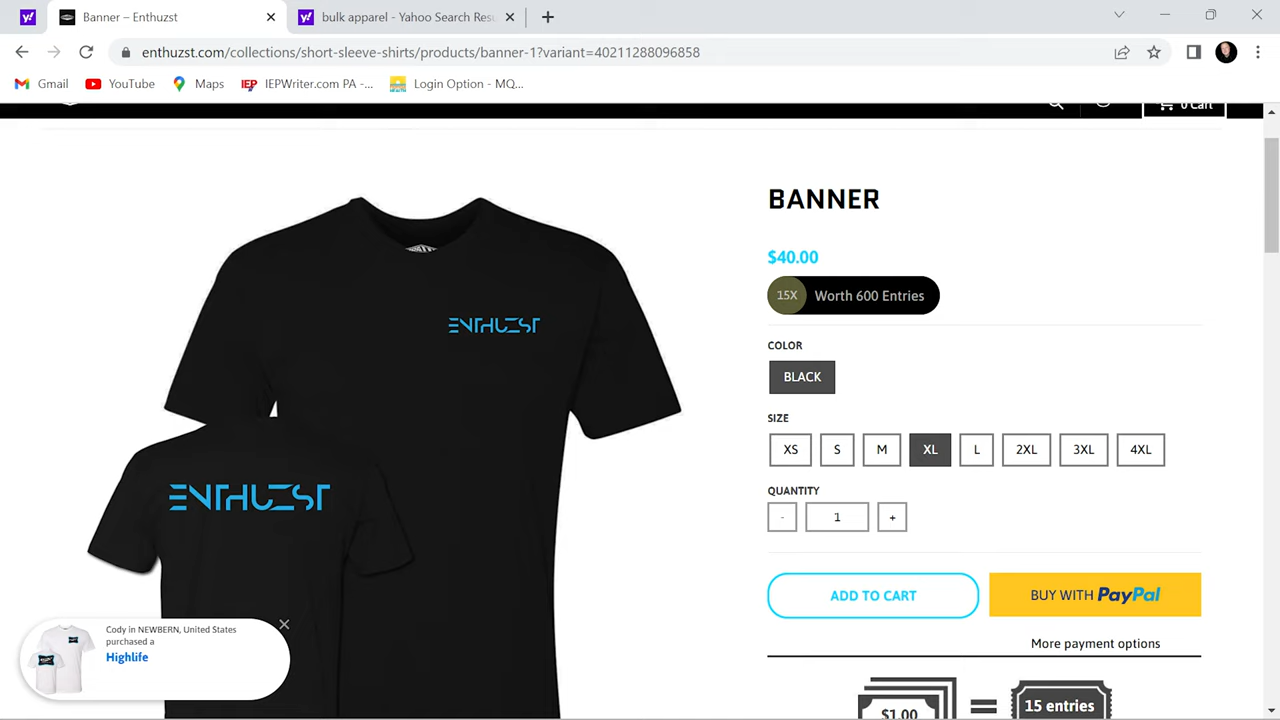 Banner – Enthuzst
bulk apparel - Yahoo Search Res
enthuzst.com/collections/short-sleeve-shirts/products/banner-1?variant=40211288096858
Gmail
YouTube
Maps
IEP IEPWriter.com PA -...
Login Option - MQ...
0 Cart
BANNER
$40.00
15X Worth 600 Entries
COLOR
BLACK
SIZE
XS S M XL L 2XL 3XL 4XL
QUANTITY
- 1 +
ADD TO CART
BUY WITH PayPal
More payment options
$1.00 = 15 entries
ENTHUZST
ENTHUZST
Cody in NEWBERN, United States
purchased a
Highlife